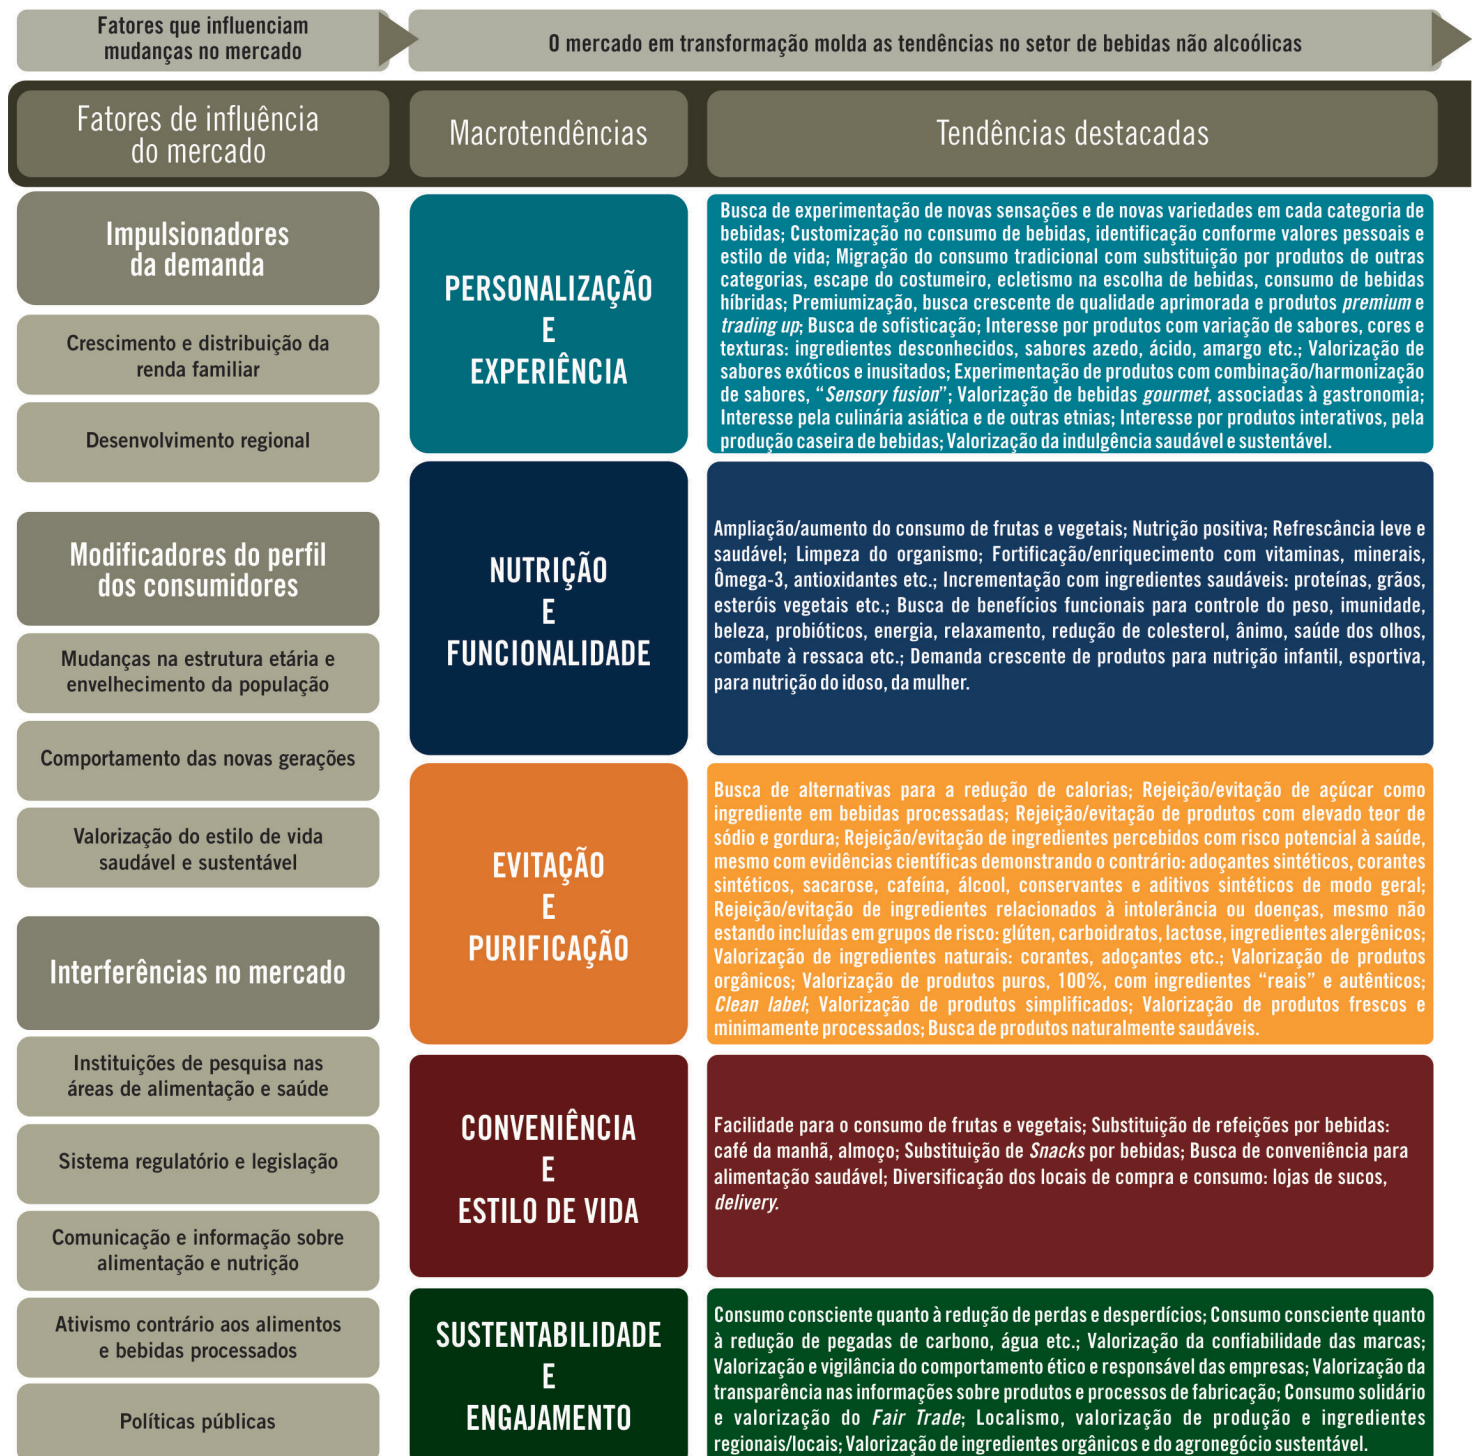 Fatores que influenciam
mudanças no mercado
O mercado em transformação molda as tendências no setor de bebidas não alcoólicas
Fatores de influência
do mercado
Macrotendências
Tendências destacadas
Impulsionadores
da demanda
Crescimento e distribuição da
renda familiar
Desenvolvimento regional
Modificadores do perfil
dos consumidores
Mudanças na estrutura etária e
envelhecimento da população
Comportamento das novas gerações
Valorização do estilo de vida
saudável e sustentável
Interferências no mercado
Instituições de pesquisa nas
áreas de alimentação e saúde
Sistema regulatório e legislação
Comunicação e informação sobre
alimentação e nutrição
Ativismo contrário aos alimentos
e bebidas processados
Políticas públicas
PERSONALIZAÇÃO
E
EXPERIÊNCIA
Busca de experimentação de novas sensações e de novas variedades em cada categoria de
bebidas; Customização no consumo de bebidas, identificação conforme valores pessoais e
estilo de vida; Migração do consumo tradicional com substituição por produtos de outras
categorias, escape do costumeiro, ecletismo na escolha de bebidas, consumo de bebidas
híbridas; Premiumização, busca crescente de qualidade aprimorada e produtos premium e
trading up; Busca de sofisticação; Interesse por produtos com variação de sabores, cores e
texturas: ingredientes desconhecidos, sabores azedo, ácido, amargo etc.; Valorização de
sabores exóticos e inusitados; Experimentação de produtos com combinação/harmonização
de sabores, “Sensory fusion”; Valorização de bebidas gourmet, associadas à gastronomia;
Interesse pela culinária asiática e de outras etnias; Interesse por produtos interativos, pela
produção caseira de bebidas; Valorização da indulgência saudável e sustentável.
NUTRIÇÃO
E
FUNCIONALIDADE
Ampliação/aumento do consumo de frutas e vegetais; Nutrição positiva; Refrescância leve e
saudável; Limpeza do organismo; Fortificação/enriquecimento com vitaminas, minerais,
Ômega-3, antioxidantes etc.; Incrementação com ingredientes saudáveis: proteínas, grãos,
esteróis vegetais etc.; Busca de benefícios funcionais para controle do peso, imunidade,
beleza, probióticos, energia, relaxamento, redução de colesterol, ânimo, saúde dos olhos,
combate à ressaca etc.; Demanda crescente de produtos para nutrição infantil, esportiva,
para nutrição do idoso, da mulher.
EVITAÇÃO
E
PURIFICAÇÃO
Busca de alternativas para a redução de calorias; Rejeição/evitação de açúcar como
ingrediente em bebidas processadas; Rejeição/evitação de produtos com elevado teor de
sódio e gordura; Rejeição/evitação de ingredientes percebidos com risco potencial à saúde,
mesmo com evidências científicas demonstrando o contrário: adoçantes sintéticos, corantes
sintéticos, sacarose, cafeína, álcool, conservantes e aditivos sintéticos de modo geral;
Rejeição/evitação de ingredientes relacionados à intolerância ou doenças, mesmo não
estando incluídas em grupos de risco: glúten, carboidratos, lactose, ingredientes alergênicos;
Valorização de ingredientes naturais: corantes, adoçantes etc.; Valorização de produtos
orgânicos; Valorização de produtos puros, 100%, com ingredientes “reais” e autênticos;
Clean label; Valorização de produtos simplificados; Valorização de produtos frescos e
minimamente processados; Busca de produtos naturalmente saudáveis.
CONVENIÊNCIA
E
ESTILO DE VIDA
Facilidade para o consumo de frutas e vegetais; Substituição de refeições por bebidas:
café da manhã, almoço; Substituição de Snacks por bebidas; Busca de conveniência para
alimentação saudável; Diversificação dos locais de compra e consumo: lojas de sucos,
delivery.
SUSTENTABILIDADE
E
ENGAJAMENTO
Consumo consciente quanto à redução de perdas e desperdícios; Consumo consciente quanto
à redução de pegadas de carbono, água etc.; Valorização da confiabilidade das marcas;
Valorização e vigilância do comportamento ético e responsável das empresas; Valorização da
transparência nas informações sobre produtos e processos de fabricação; Consumo solidário
e valorização do Fair Trade; Localismo, valorização de produção e ingredientes
regionais/locais; Valorização de ingredientes orgânicos e do agronegócio sustentável.